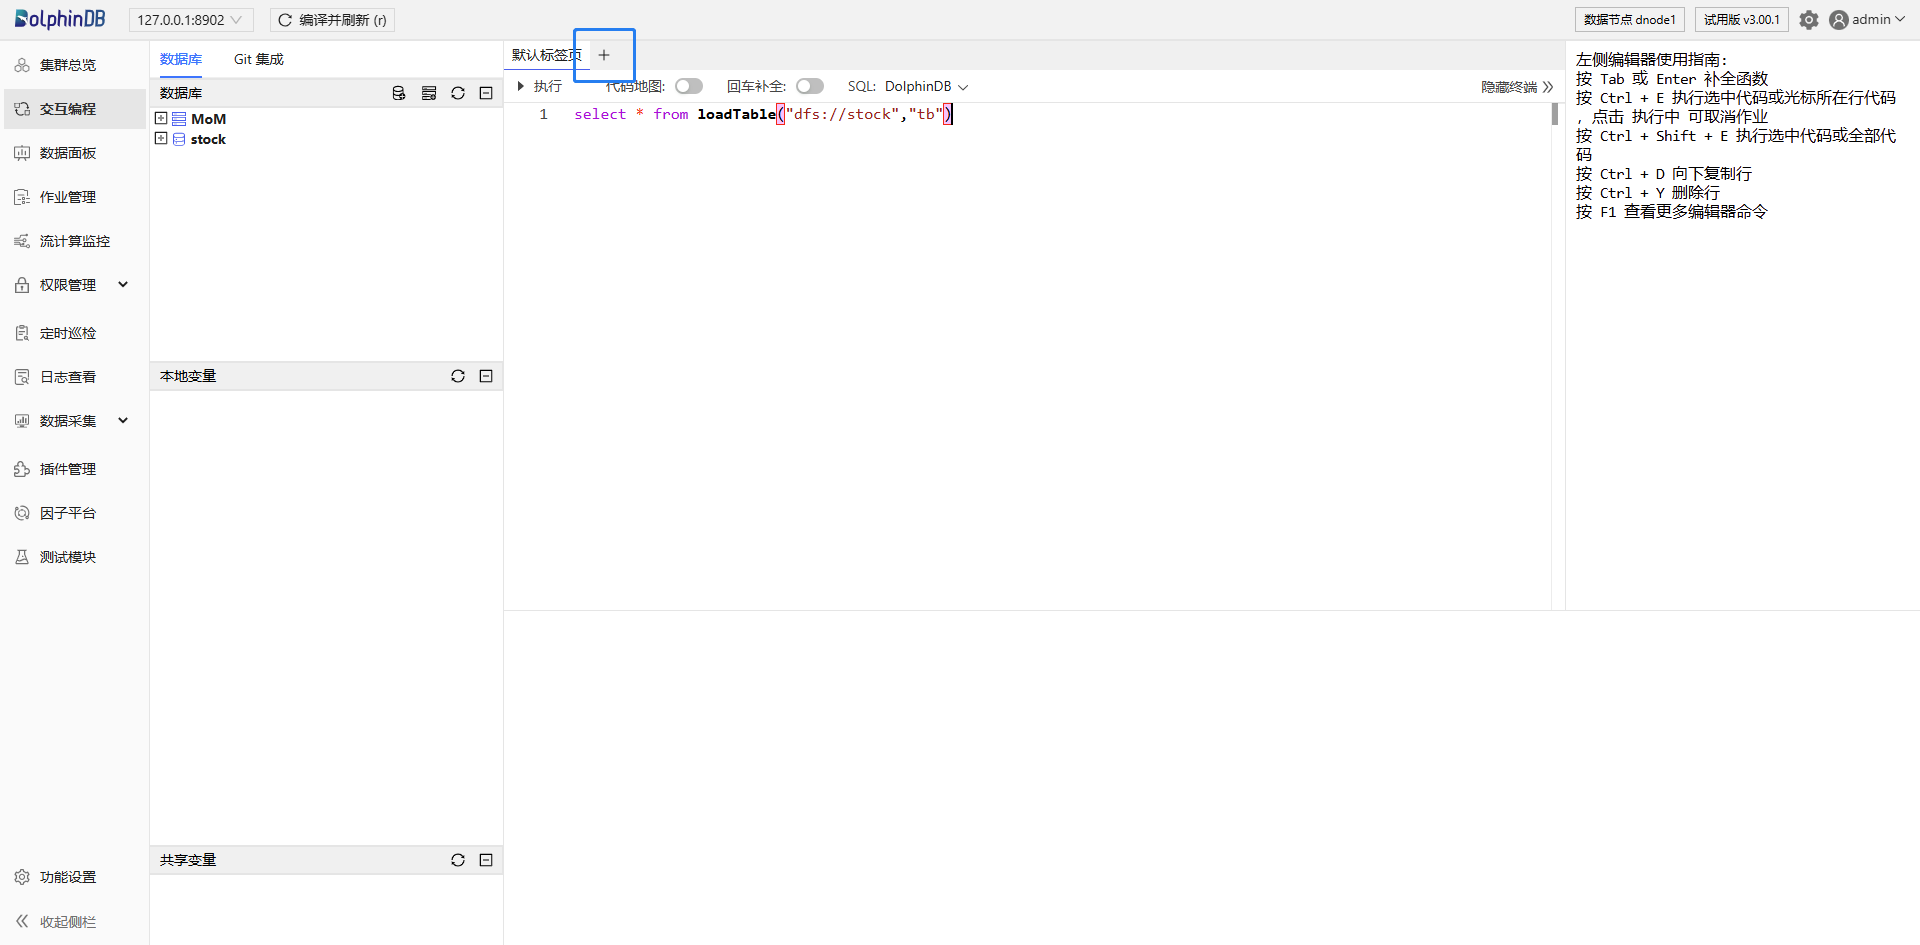 DolphinDB
127.0.0.1:8902
编译并刷新 (r)
数据节点 dnode1
试用版 v3.00.1
admin
集群总览
交互编程
数据面板
作业管理
流计算监控
权限管理
定时巡检
日志查看
数据采集
插件管理
因子平台
测试模块
功能设置
收起侧栏
数据库
Git 集成
数据库
MoM
stock
本地变量
共享变量
默认标签页
执行
代码地图:
回车补全:
SQL: DolphinDB
隐藏终端
1 select * from loadTable("dfs://stock","tb")
左侧编辑器使用指南:
按 Tab 或 Enter 补全函数
按 Ctrl + E 执行选中代码或光标所在行代码
, 点击 执行中 可取消作业
按 Ctrl + Shift + E 执行选中代码或全部代
码
按 Ctrl + D 向下复制行
按 Ctrl + Y 删除行
按 F1 查看更多编辑器命令